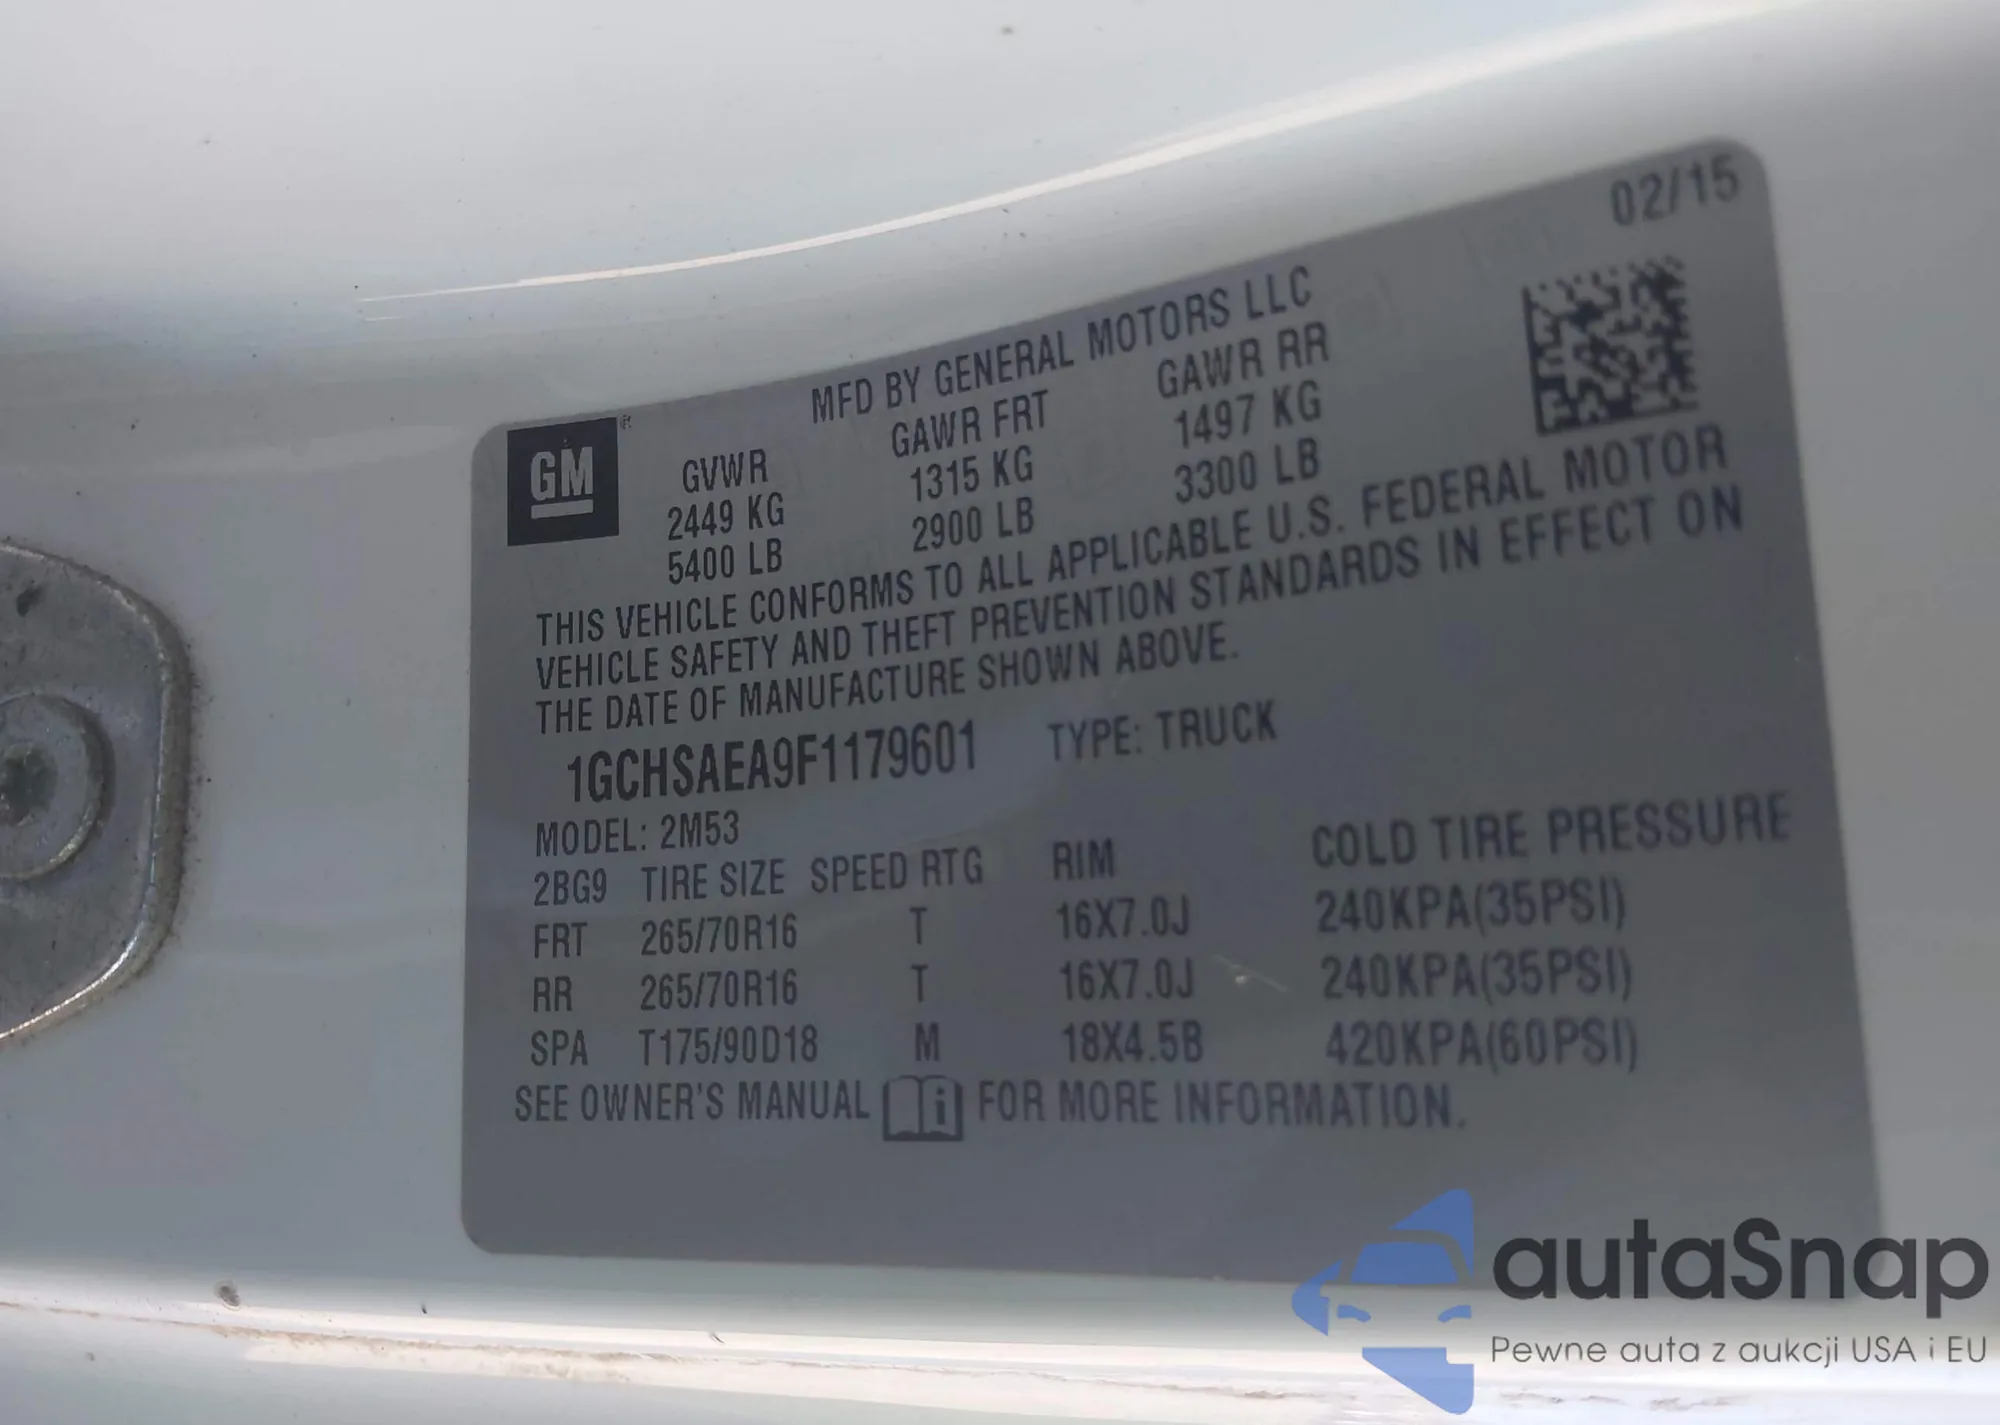 02/15
MFD BY GENERAL MOTORS LLC
GM®
GVWR GAWR FRT GAWR RR
2449 KG 1315 KG 1497 KG
5400 LB 2900 LB 3300 LB
THIS VEHICLE CONFORMS TO ALL APPLICABLE U.S. FEDERAL MOTOR
VEHICLE SAFETY AND THEFT PREVENTION STANDARDS IN EFFECT ON
THE DATE OF MANUFACTURE SHOWN ABOVE.
1GCHSAEA9F1179601 TYPE: TRUCK
MODEL: 2M53
2BG9 TIRE SIZE SPEED RTG RIM COLD TIRE PRESSURE
FRT 265/70R16 T 16X7.0J 240KPA(35PSI)
RR 265/70R16 T 16X7.0J 240KPA(35PSI)
SPA T175/90D18 M 18X4.5B 420KPA(60PSI)
SEE OWNER'S MANUAL i FOR MORE INFORMATION.
autaSnap
Pewne auta z aukcji USA i EU